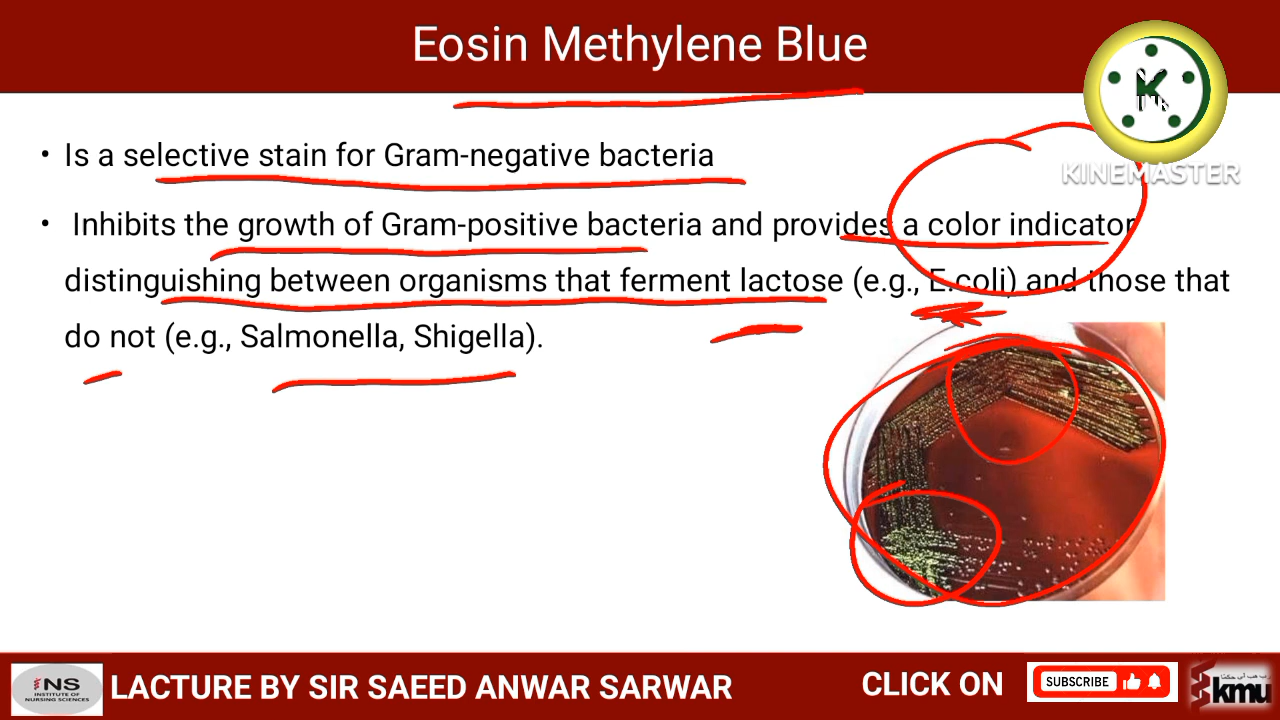 Eosin Methylene Blue
K
KINEMASTER
• Is a selective stain for Gram-negative bacteria
• Inhibits the growth of Gram-positive bacteria and provides a color indicator
distinguishing between organisms that ferment lactose (e.g., E.coli) and those that
do not (e.g., Salmonella, Shigella).
INS
INSTITUTE OF
NURSING SCIENCES
LACTURE BY SIR SAEED ANWAR SARWAR
CLICK ON
SUBSCRIBE
kmu